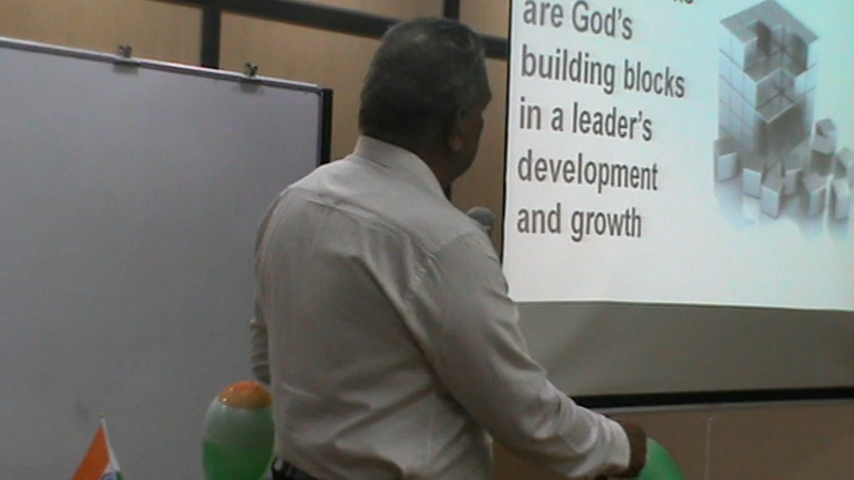 are God's
building blocks
in a leader's
development
and growth